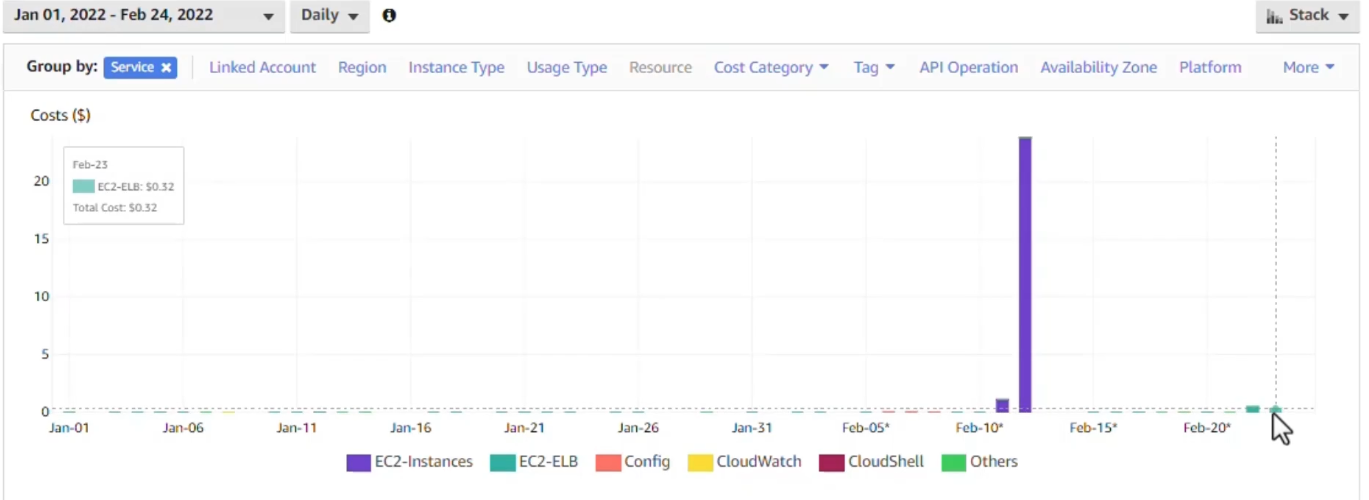 Jan 01, 2022 - Feb 24, 2022 Daily Stack
Group by: Service × Linked Account Region Instance Type Usage Type Resource Cost Category Tag API Operation Availability Zone Platform More
Costs ($)
Feb-23
EC2-ELB: $0.32
Total Cost: $0.32
20
15
10
5
0
Jan-01 Jan-06 Jan-11 Jan-16 Jan-21 Jan-26 Jan-31 Feb-05* Feb-10* Feb-15* Feb-20*
EC2-Instances EC2-ELB Config CloudWatch CloudShell Others